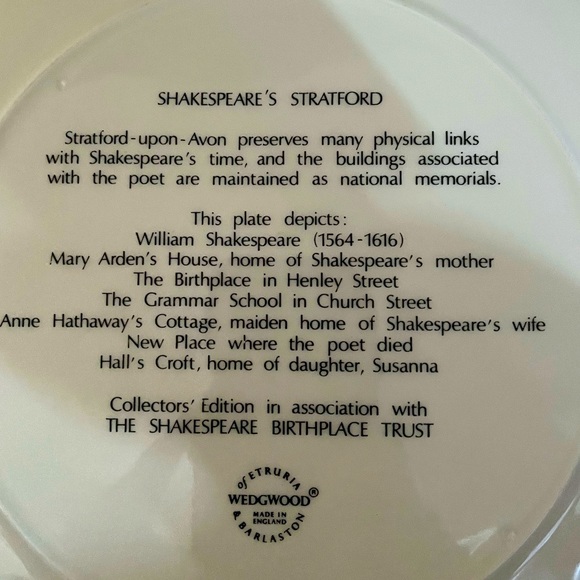 SHAKESPEARE'S STRATFORD
Stratford-upon-Avon preserves many physical links
with Shakespeare's time, and the buildings associated
with the poet are maintained as national memorials.
This plate depicts:
William Shakespeare (1564-1616)
Mary Arden's House, home of Shakespeare's mother
The Birthplace in Henley Street
The Grammar School in Church Street
Anne Hathaway's Cottage, maiden home of Shakespeare's wife
New Place where the poet died
Hall's Croft, home of daughter, Susanna
Collectors' Edition in association with
THE SHAKESPEARE BIRTHPLACE TRUST
of ETRURIA
WEDGWOOD®
MADE IN
ENGLAND
& BARLASTON